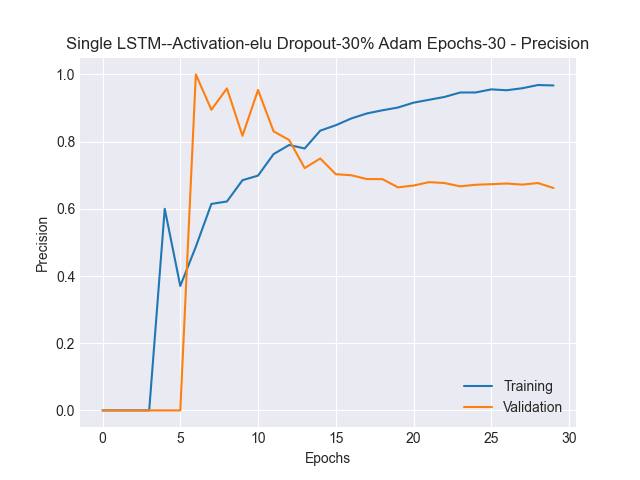 Single LSTM--Activation-elu Dropout-30% Adam Epochs-30 - Precision
1.0
0.8
0.6
0.4
0.2
0.0
Precision
0 5 10 15 20 25 30
Epochs
Training
Validation